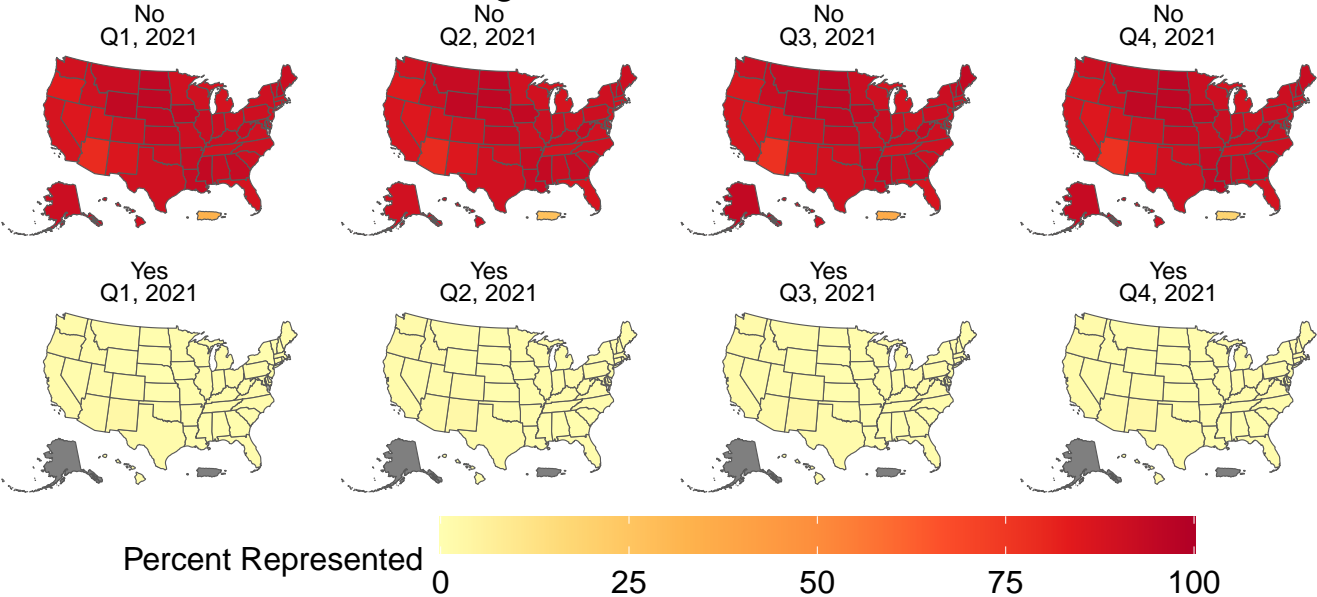 No No No No
Q1, 2021 Q2, 2021 Q3, 2021 Q4, 2021
Yes Yes Yes Yes
Q1, 2021 Q2, 2021 Q3, 2021 Q4, 2021
Percent Represented
0 25 50 75 100